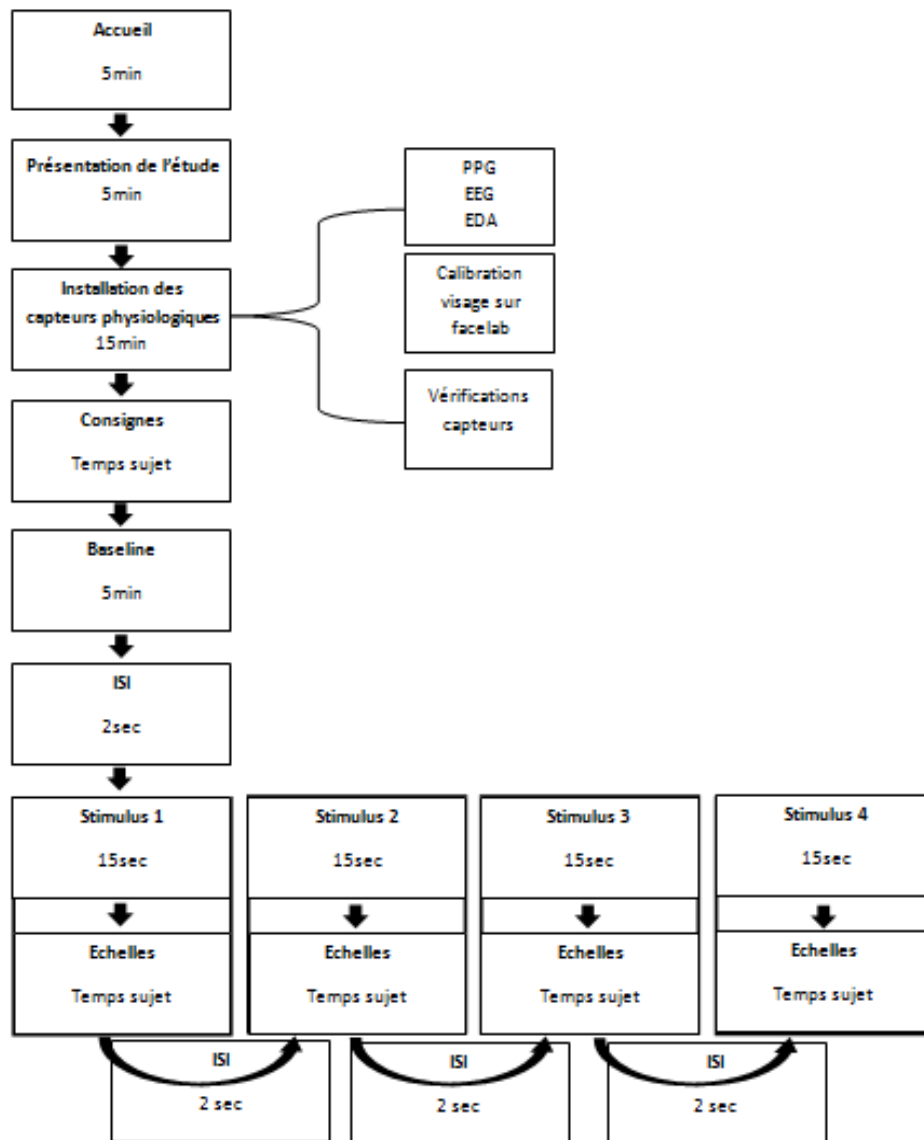 Accueil
5min
Présentation de l'étude
5min
Installation des
capteurs physiologiques
15min
PPG
EEG
EDA
Calibration
visage sur
facelab
Vérifications
capteurs
Consignes
Temps sujet
Baseline
5min
ISI
2sec
Stimulus 1
15sec
Echelles
Temps sujet
Stimulus 2
15sec
Echelles
Temps sujet
Stimulus 3
15sec
Echelles
Temps sujet
Stimulus 4
15sec
Echelles
Temps sujet
ISI
2 sec
ISI
2 sec
ISI
2 sec